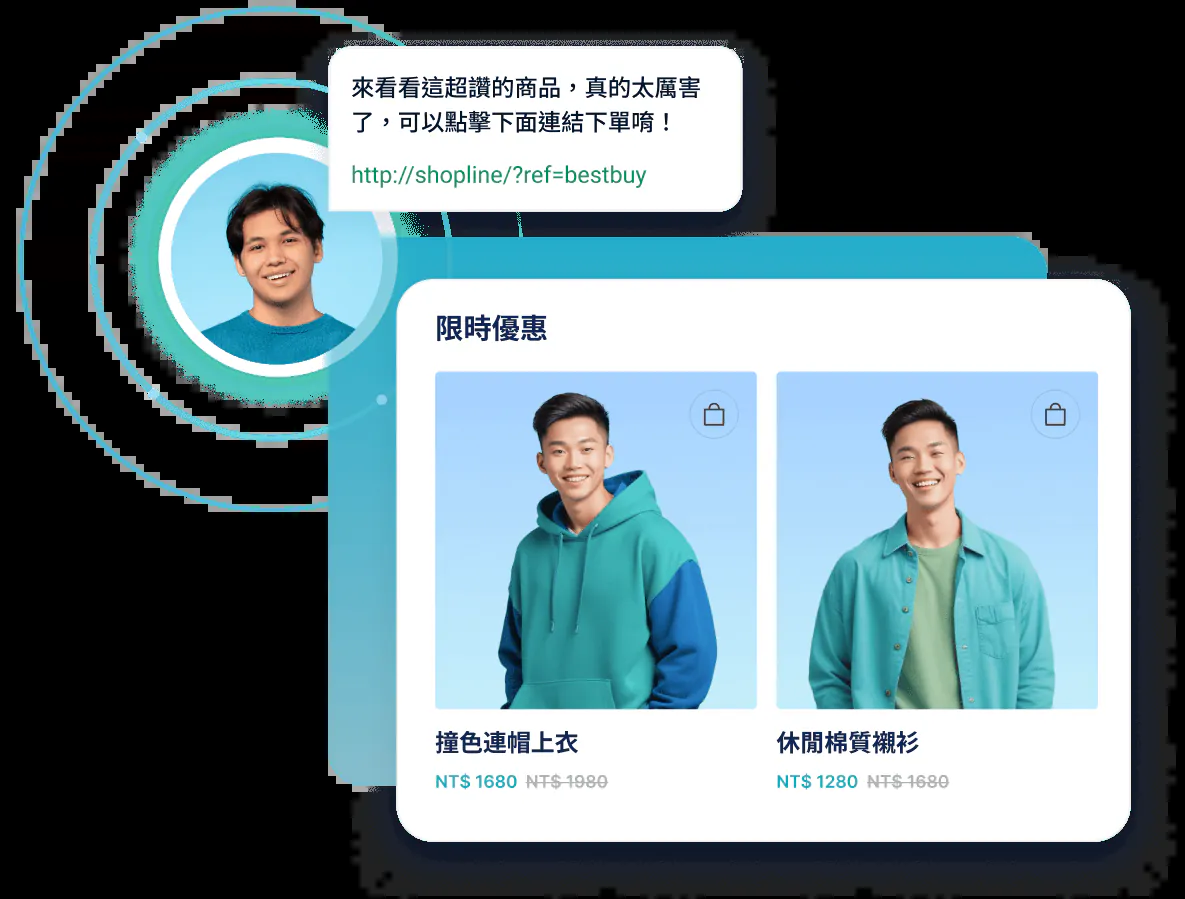 來看看這超讚的商品，真的太厲害
了，可以點擊下面連結下單唷！
http://shopline/?ref=bestbuy
限時優惠
撞色連帽上衣
NT$ 1680 NT$ 1980
休閒棉質襯衫
NT$ 1280 NT$ 1680